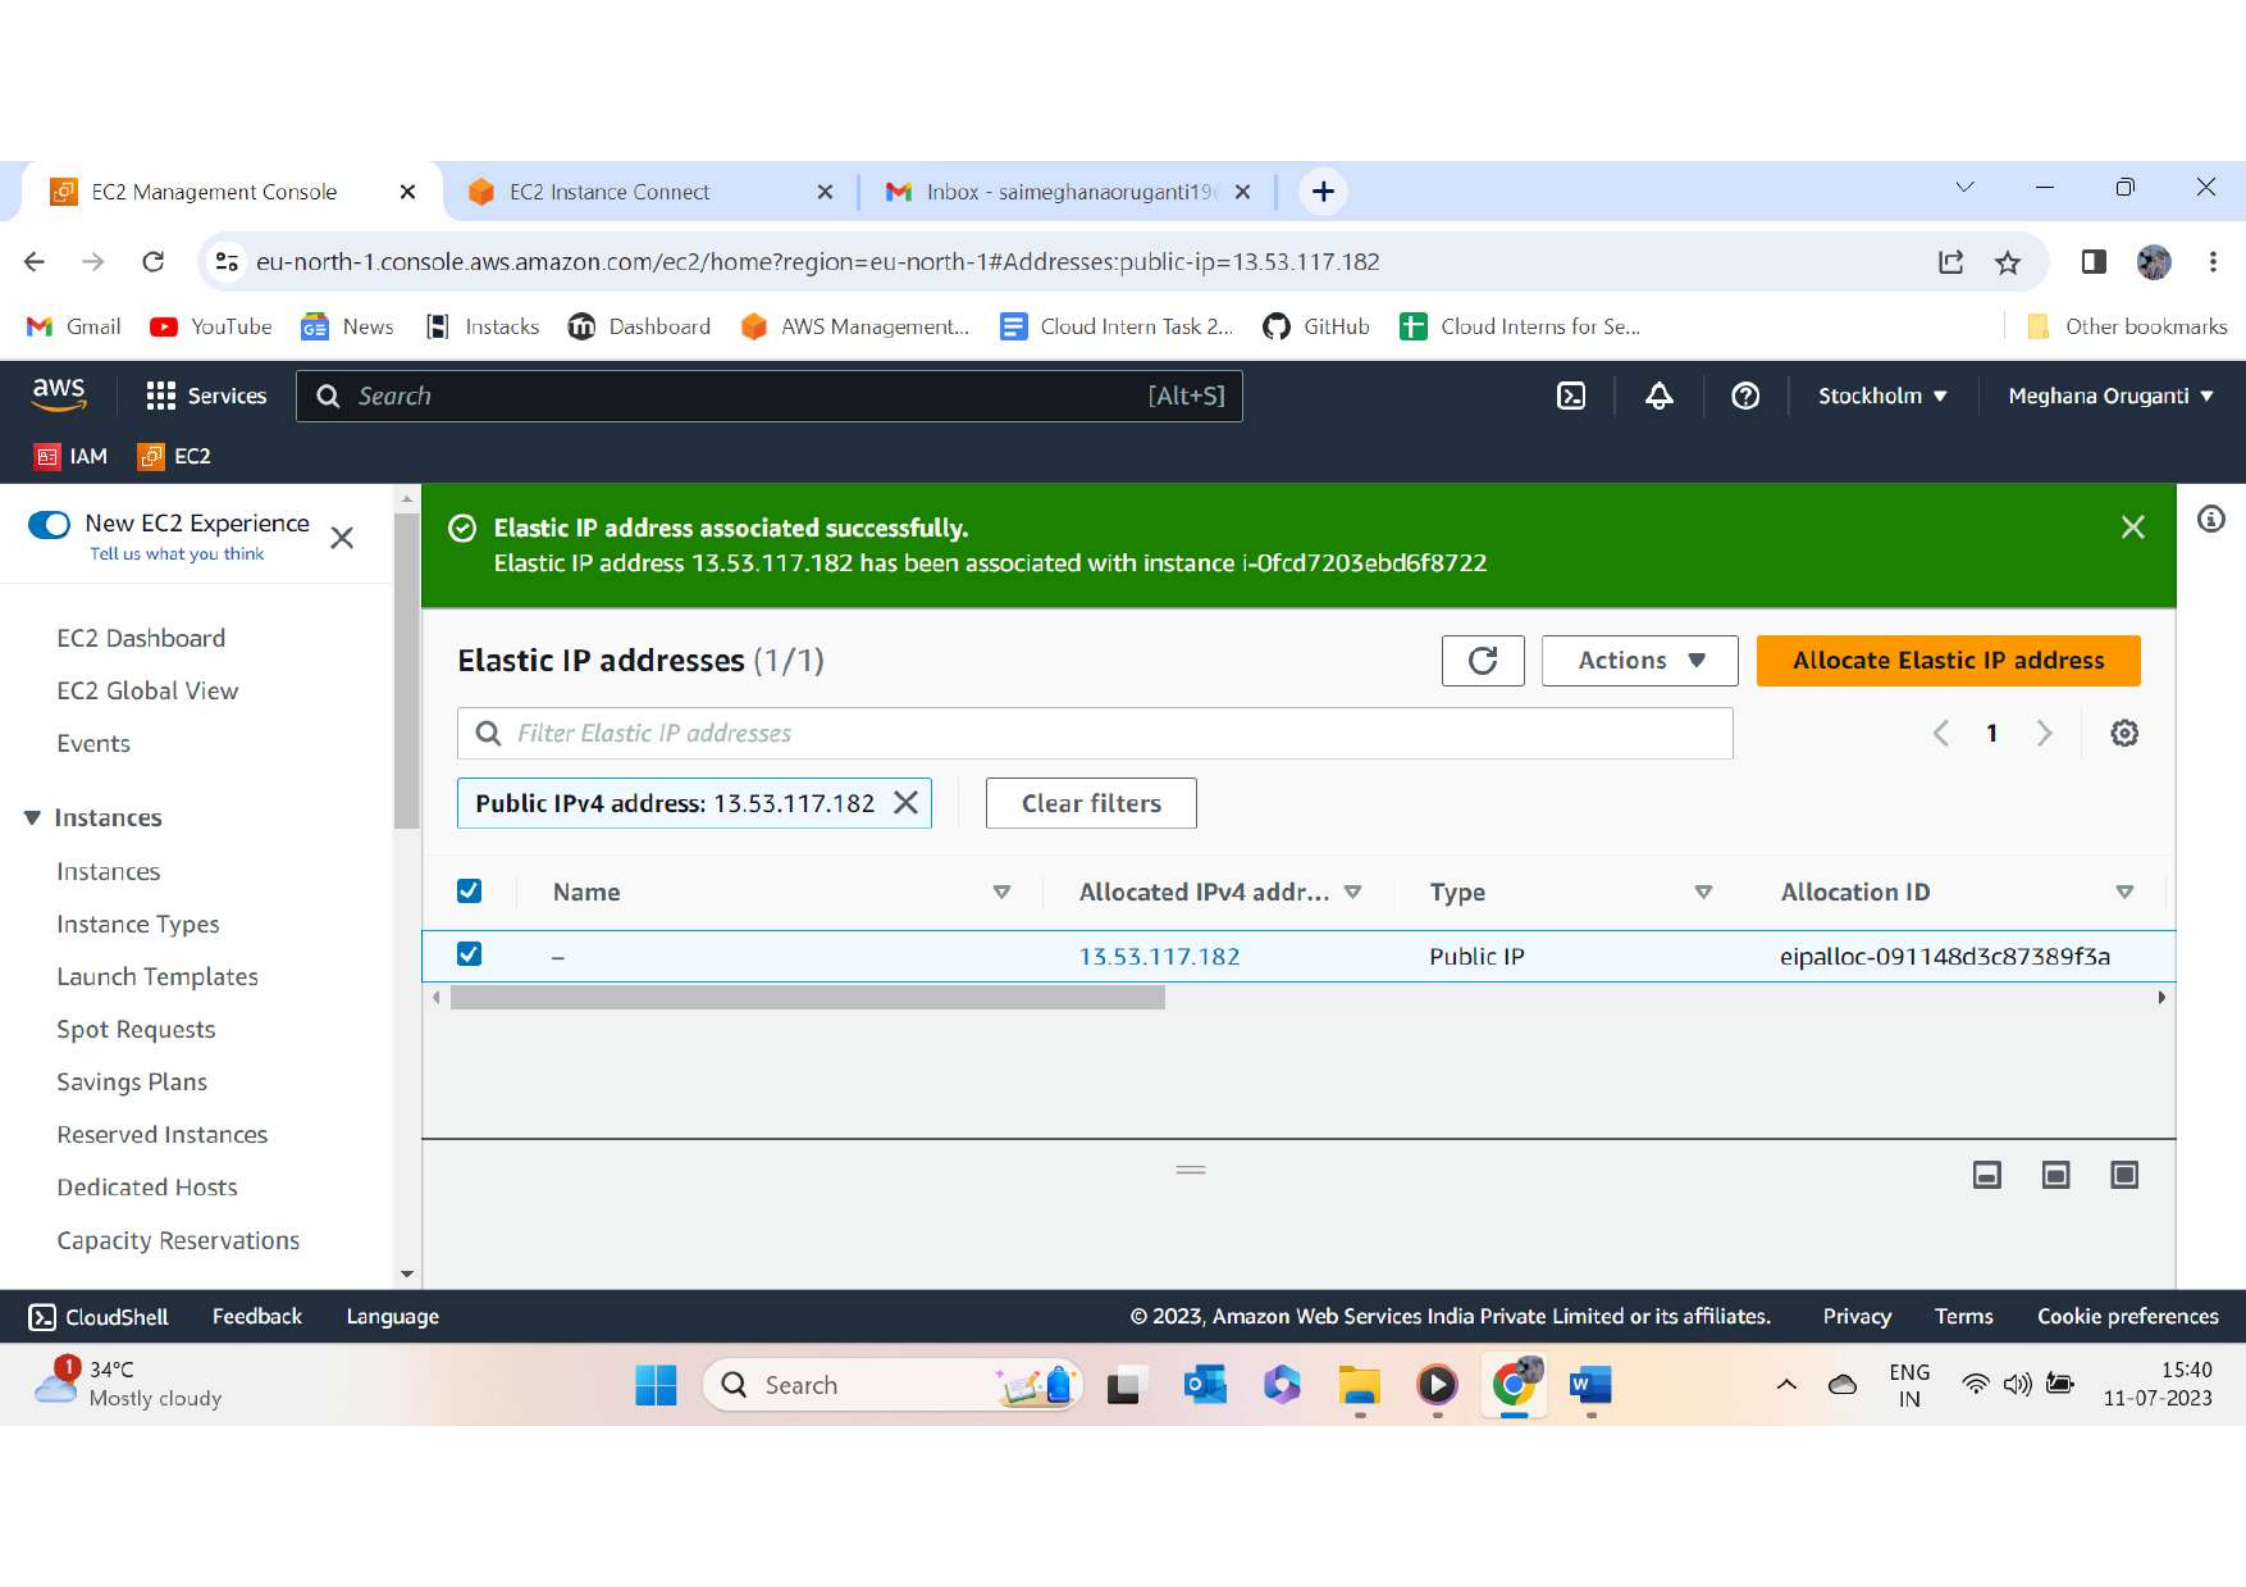 EC2 Management Console
EC2 Instance Connect
Inbox - saimeghanaoruganti19
eu-north-1.console.aws.amazon.com/ec2/home?region=eu-north-1#Addresses:public-ip=13.53.117.182
Gmail YouTube News Instacks Dashboard AWS Management... Cloud Intern Task 2... GitHub Cloud Interns for Se... Other bookmarks
aws Services Search [Alt+S] Stockholm Meghana Oruganti
IAM EC2
New EC2 Experience
Tell us what you think
EC2 Dashboard
EC2 Global View
Events
Instances
Instances
Instance Types
Launch Templates
Spot Requests
Savings Plans
Reserved Instances
Dedicated Hosts
Capacity Reservations
Elastic IP address associated successfully.
Elastic IP address 13.53.117.182 has been associated with instance i-0fcd7203ebd6f8722
Elastic IP addresses (1/1) Actions Allocate Elastic IP address
Filter Elastic IP addresses 1
Public IPv4 address: 13.53.117.182 Clear filters
Name Allocated IPv4 addr... Type Allocation ID
– 13.53.117.182 Public IP eipalloc-091148d3c87389f3a
CloudShell Feedback Language © 2023, Amazon Web Services India Private Limited or its affiliates. Privacy Terms Cookie preferences
1
34°C
Mostly cloudy
Search
ENG
IN
15:40
11-07-2023